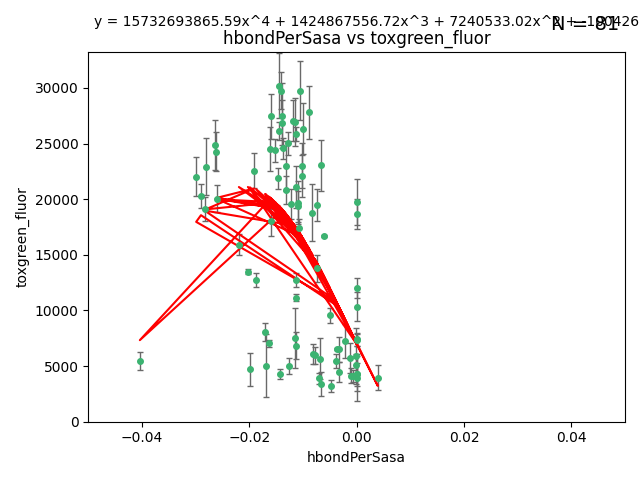 y = 15732693865.59x^4 + 1424867556.72x^3 + 7240533.02x^2 +
N = 81
hbondPerSasa vs toxgreen_fluor
30000
25000
20000
15000
10000
5000
0
toxgreen_fluor
−0.04 −0.02 0.00 0.02 0.04
hbondPerSasa